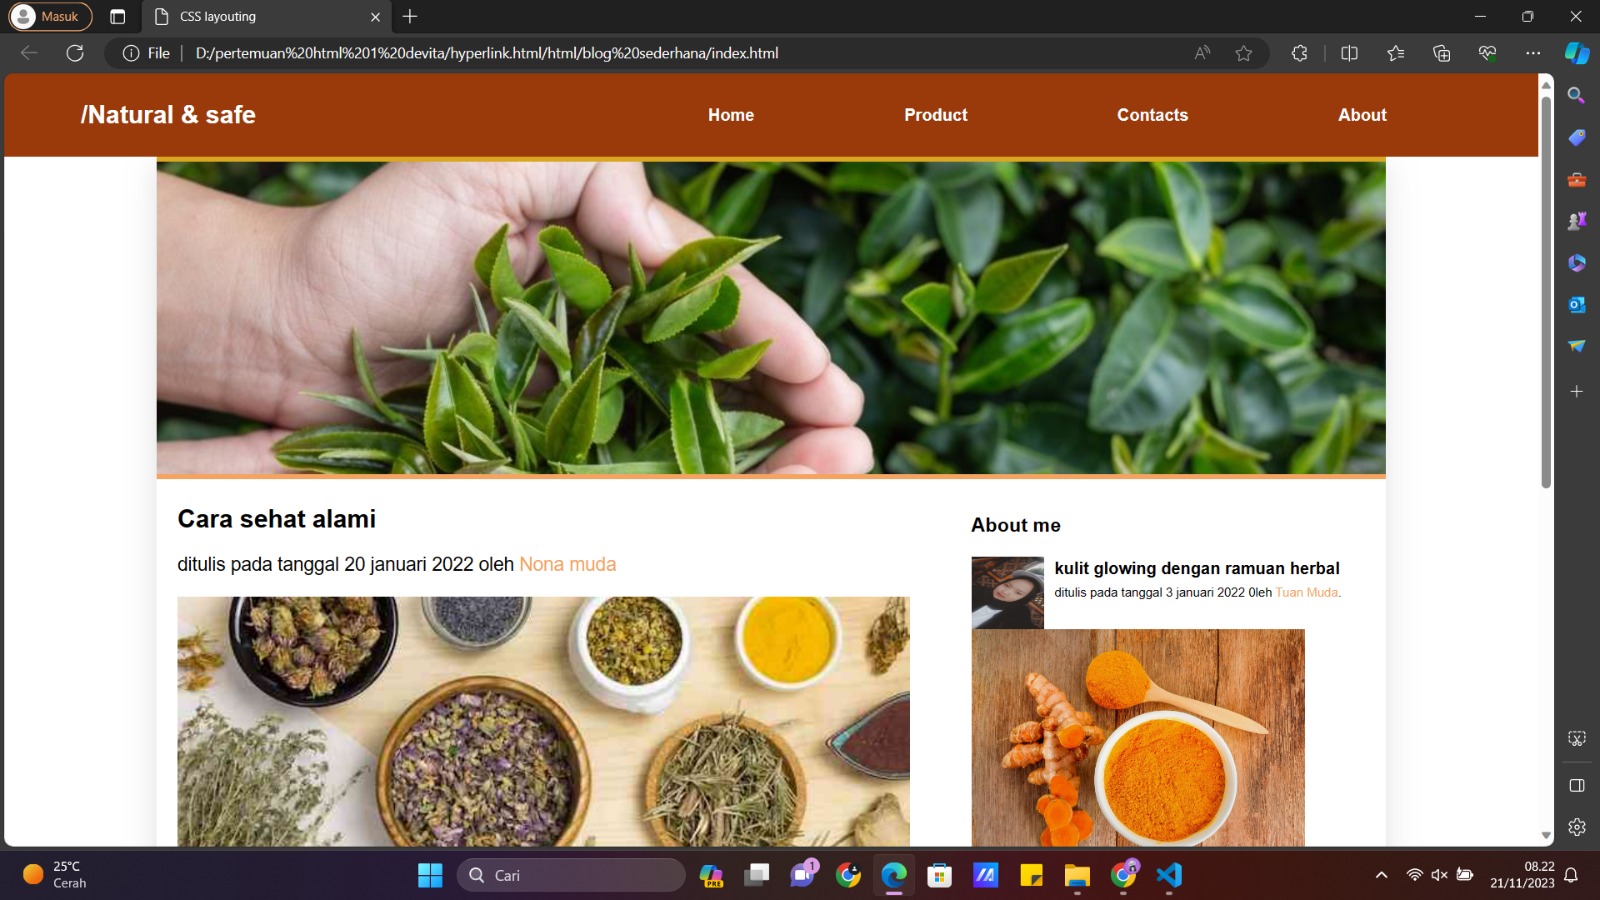 Masuk
CSS layouting
File
D:/pertemuan%20html%201%20devita/hyperlink.html/html/blog%20sederhana/index.html
/Natural & safe
Home
Product
Contacts
About
Cara sehat alami
ditulis pada tanggal 20 januari 2022 oleh Nona muda
About me
kulit glowing dengan ramuan herbal
ditulis pada tanggal 3 januari 2022 0leh Tuan Muda.
25°C
Cerah
Cari
PRE
1
08.22
21/11/2023